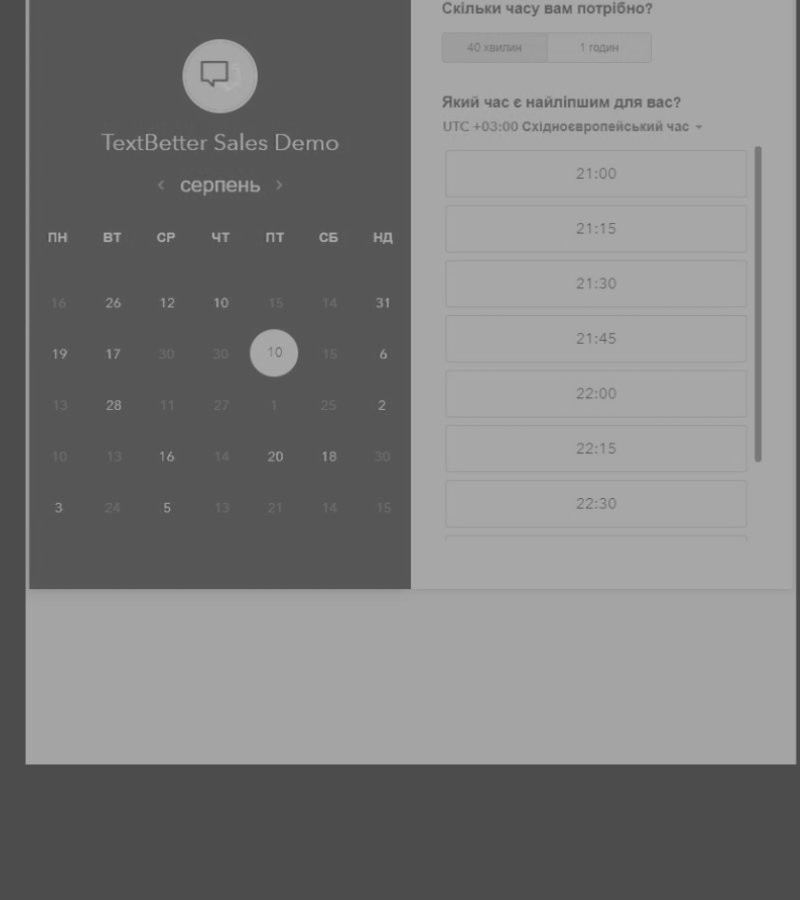 TextBetter Sales Demo
< серпень >
ПН ВТ СР ЧТ ПТ СБ НД
16 26 12 10 15 14 31
19 17 30 30 10 15 6
13 28 11 27 1 25 2
10 13 16 14 20 18 30
3 24 5 13 21 14 15
Скільки часу вам потрібно?
40 хвилин 1 годин
Який час є найліпшим для вас?
UTC +03:00 Східноєвропейський час
21:00
21:15
21:30
21:45
22:00
22:15
22:30